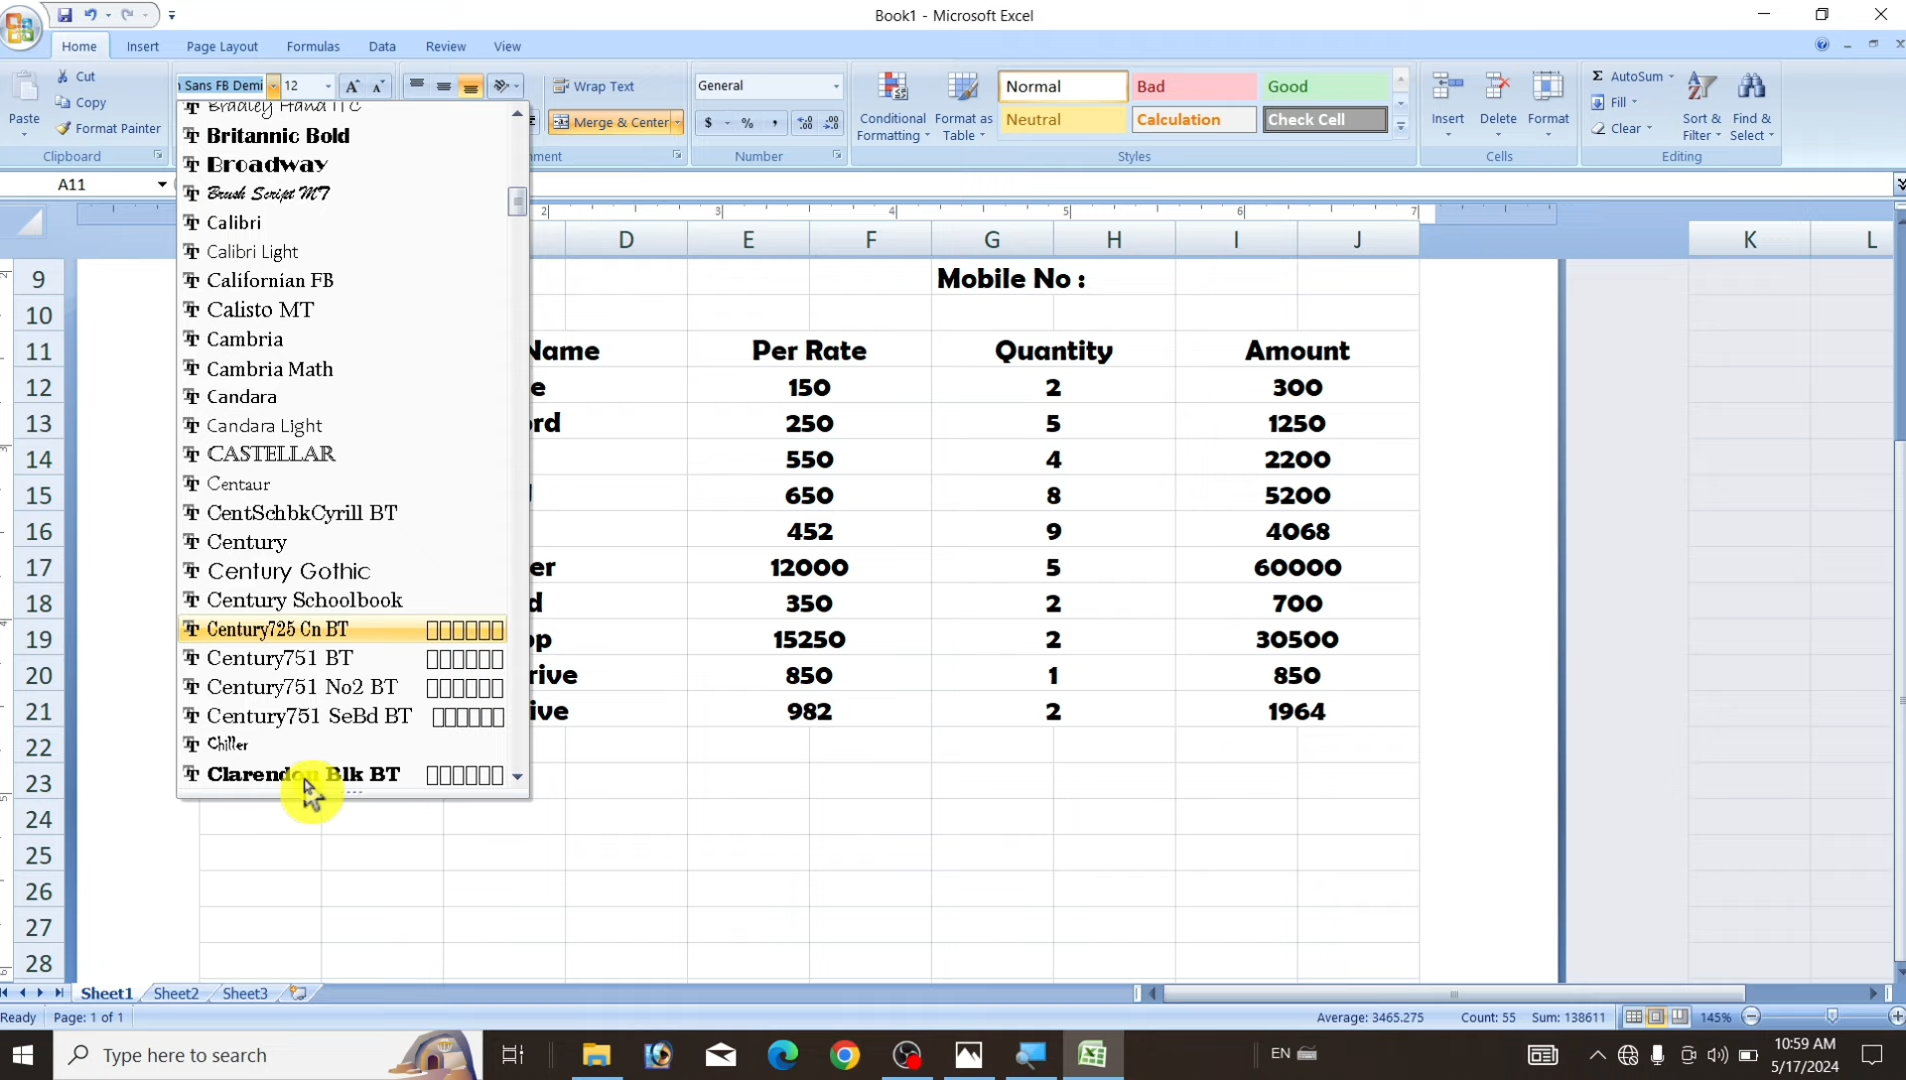 Book1 - Microsoft Excel
Home Insert Page Layout Formulas Data Review View
Paste
Cut
Copy
Format Painter
Clipboard
Sans FB Demi 12
Wrap Text
Merge & Center
General
$ % ,
Number
Conditional Formatting
Format as Table
Normal Bad Good
Neutral Calculation Check Cell
Styles
Insert Delete Format
Cells
Σ AutoSum
Fill
Clear
Sort & Filter
Find & Select
Editing
A11
Bradley Hand ITC
Britannic Bold
Broadway
Brush Script MT
Calibri
Calibri Light
Californian FB
Calisto MT
Cambria
Cambria Math
Candara
Candara Light
CASTELLAR
Centaur
CentSchbkCyrill BT
Century
Century Gothic
Century Schoolbook
Century725 Cn BT
Century751 BT
Century751 No2 BT
Century751 SeBd BT
Chiller
Clarendon Blk BT
2 3 4 5 6 7
D E F G H I J K L
9 Mobile No :
10
11 Name Per Rate Quantity Amount
12 e 150 2 300
13 ord 250 5 1250
14 550 4 2200
15 650 8 5200
16 452 9 4068
17 er 12000 5 60000
18 d 350 2 700
19 op 15250 2 30500
20 rive 850 1 850
21 ive 982 2 1964
22
23
24
25
26
27
28
Sheet1 Sheet2 Sheet3
Ready Page: 1 of 1 Average: 3465.275 Count: 55 Sum: 138611 145%
Type here to search
EN
10:59 AM
5/17/2024